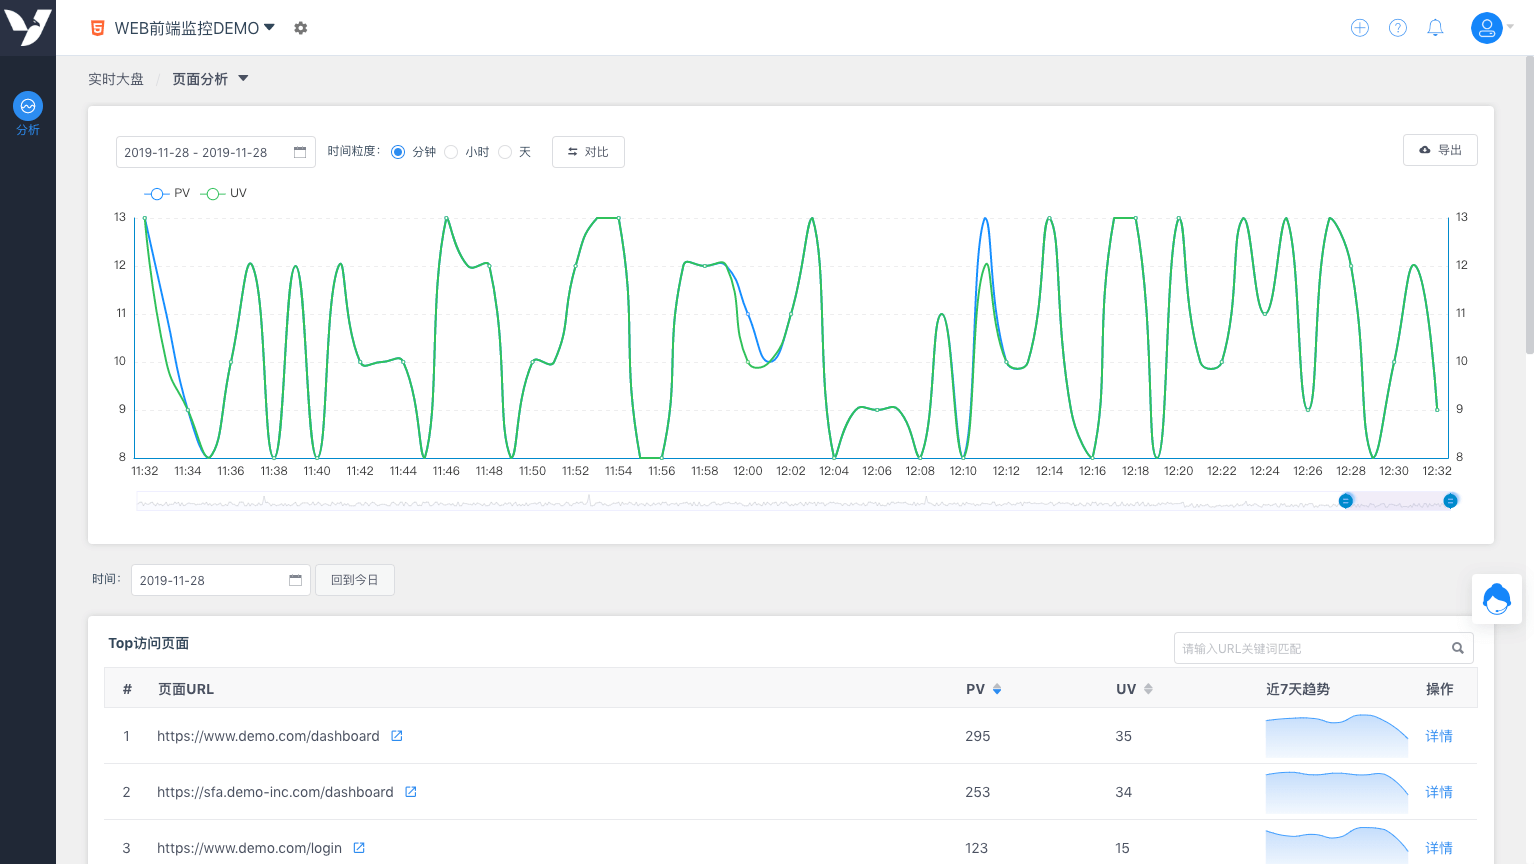 WEB前端监控DEMO
分析
实时大盘 / 页面分析
2019-11-28 - 2019-11-28 时间粒度: 分钟 小时 天 对比 导出
PV UV
13 13
12 12
11 11
10 10
9 9
8 8
11:32 11:34 11:36 11:38 11:40 11:42 11:44 11:46 11:48 11:50 11:52 11:54 11:56 11:58 12:00 12:02 12:04 12:06 12:08 12:10 12:12 12:14 12:16 12:18 12:20 12:22 12:24 12:26 12:28 12:30 12:32
时间: 2019-11-28 回到今日
Top访问页面
请输入URL关键词匹配
# 页面URL PV UV 近7天趋势 操作
1 https://www.demo.com/dashboard 295 35 详情
2 https://sfa.demo-inc.com/dashboard 253 34 详情
3 https://www.demo.com/login 123 15 详情